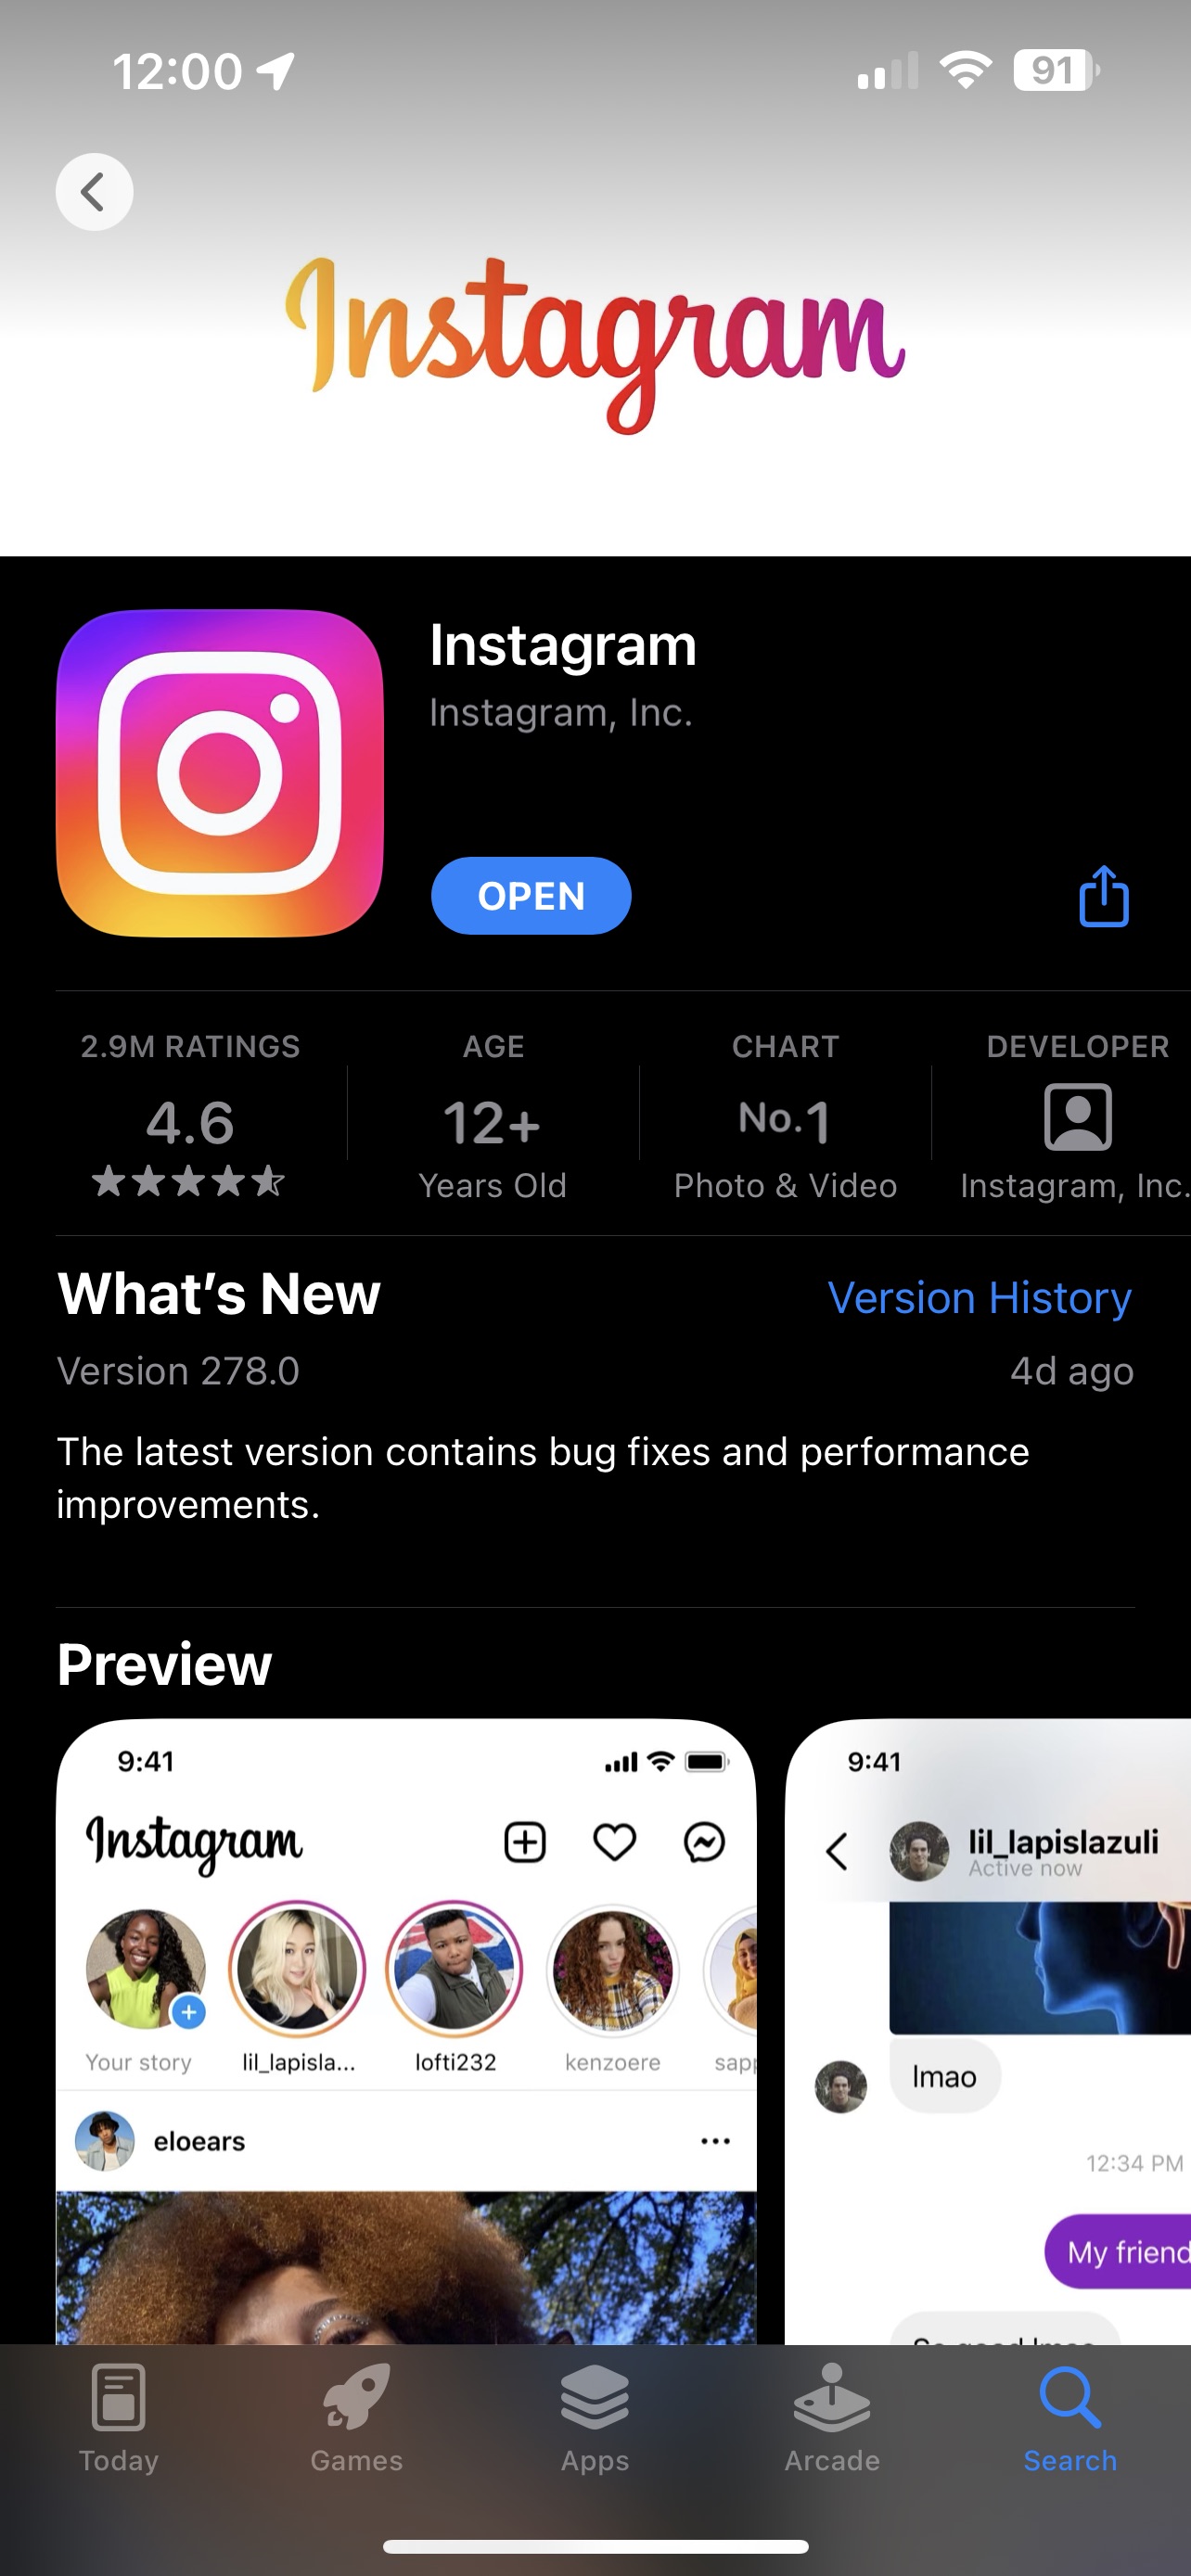 12:00
91
Instagram
Instagram
Instagram, Inc.
OPEN
2.9M RATINGS
4.6
AGE
12+
Years Old
CHART
No.1
Photo & Video
DEVELOPER
Instagram, Inc.
What's New
Version History
Version 278.0
4d ago
The latest version contains bug fixes and performance
improvements.
Preview
9:41
Instagram
Your story
lil_lapisla...
lofti232
kenzoere
sapp
eloears
9:41
lil_lapislazuli
Active now
lmao
12:34 PM
My friend
Today
Games
Apps
Arcade
Search